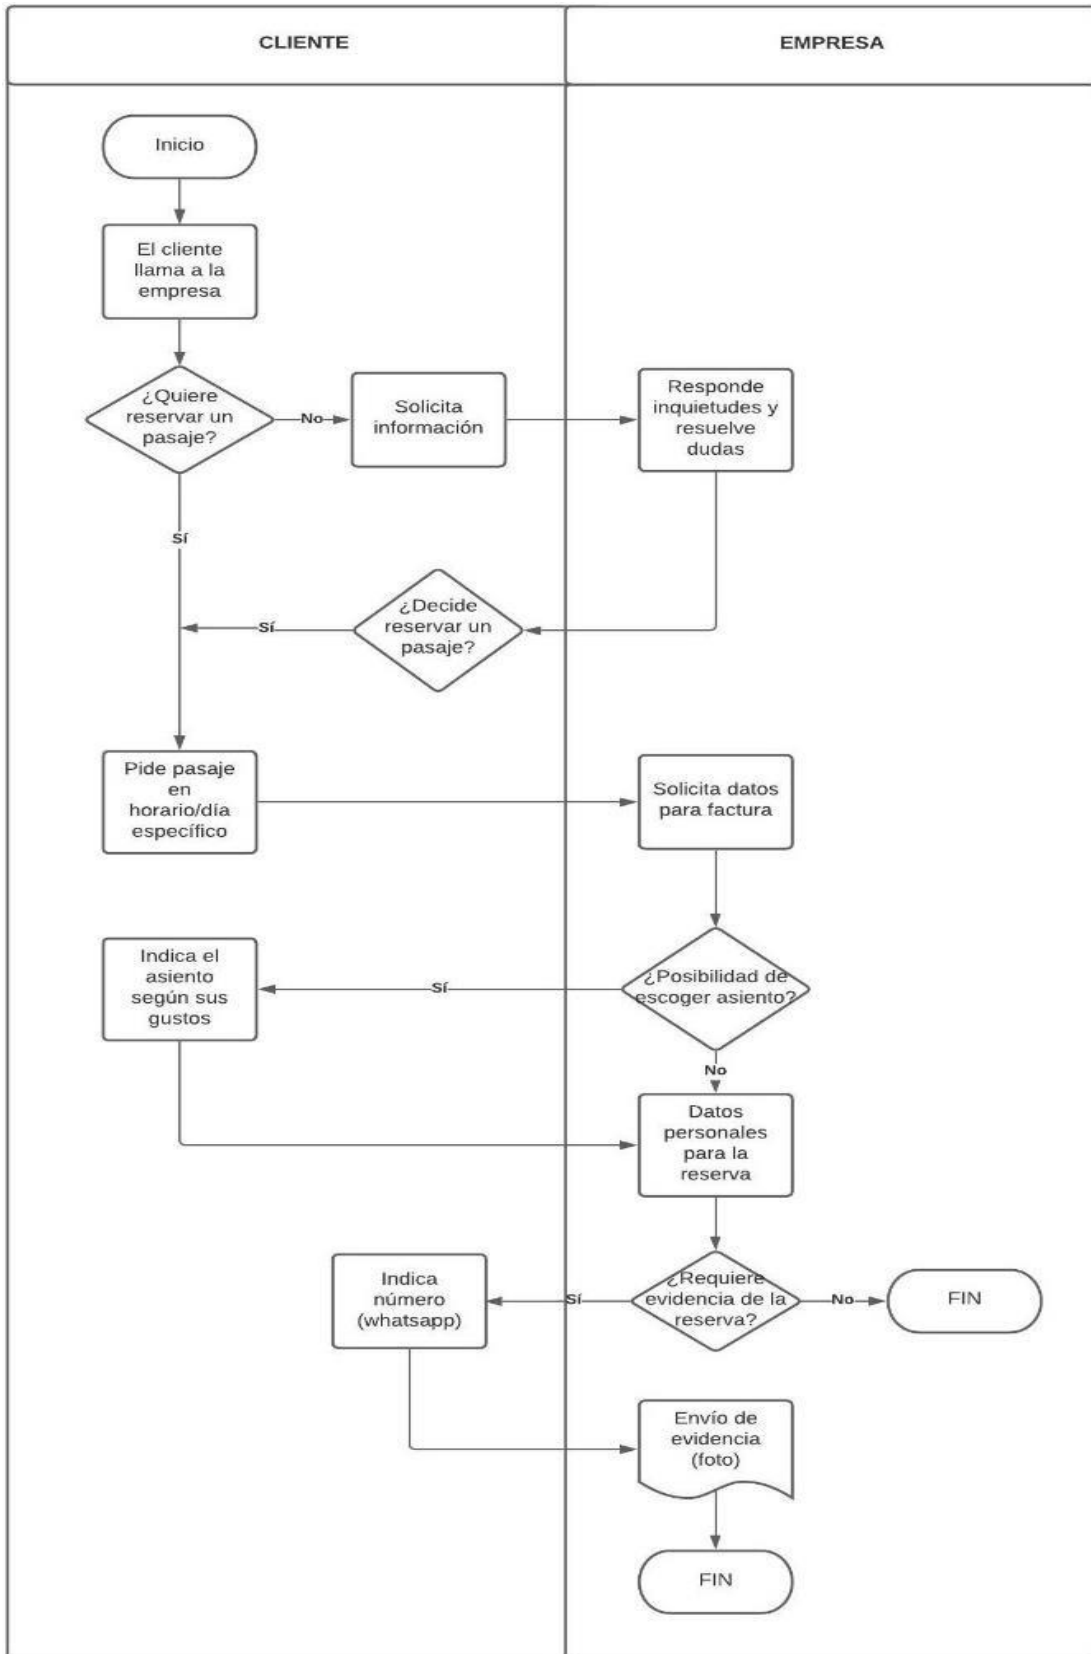 CLIENTE
EMPRESA
Inicio
El cliente
llama a la
empresa
¿Quiere
reservar un
pasaje?
No
Solicita
información
Responde
inquietudes y
resuelve
dudas
Sí
¿Decide
reservar un
pasaje?
Sí
Pide pasaje
en
horario/día
específico
Solicita datos
para factura
¿Posibilidad de
escoger asiento?
Sí
Indica el
asiento
según sus
gustos
No
Datos
personales
para la
reserva
¿Requiere
evidencia de la
reserva?
No
FIN
Sí
Indica
número
(whatsapp)
Envío de
evidencia
(foto)
FIN